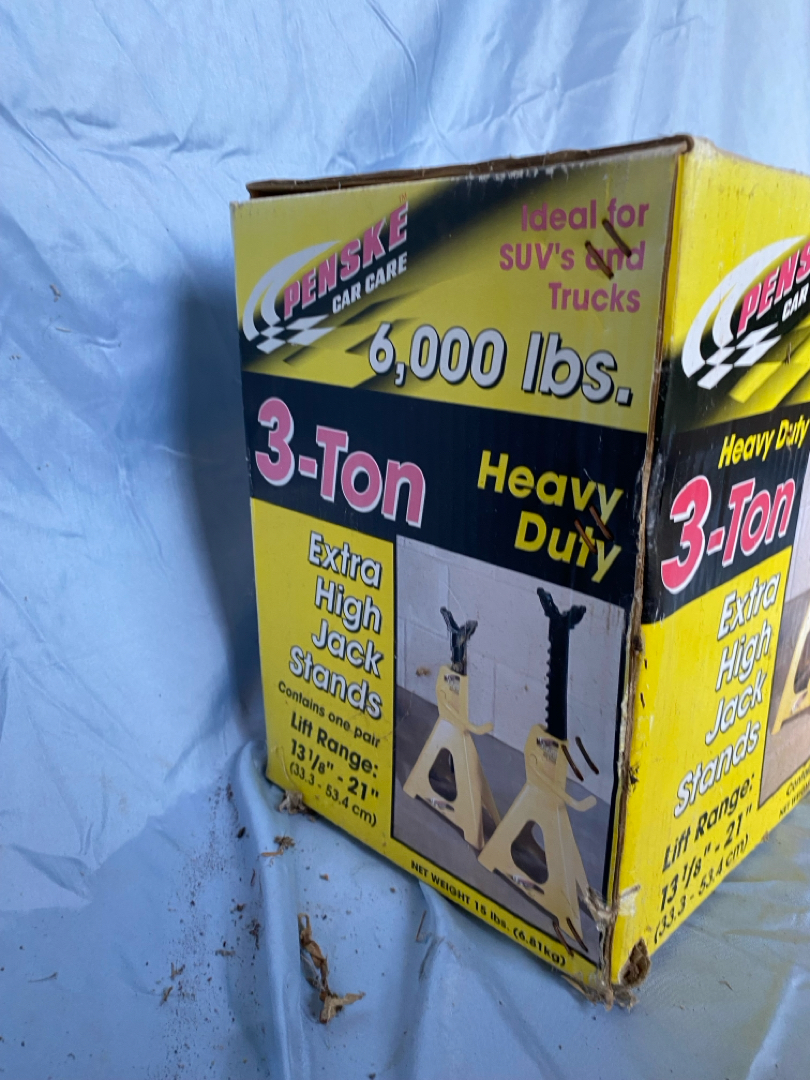 PENSKE™
CAR CARE
Ideal for
SUV's and
Trucks
6,000 lbs.
3-Ton
Heavy
Duty
Extra
High
Jack
Stands
Contains one pair
Lift Range:
13 1/8" - 21"
(33.3 - 53.4 cm)
NET WEIGHT 15 lbs. (6.81kg)
PENS
CAR
Heavy Duty
3-Ton
Extra
High
Jack
Stands
Lift Range:
13 1/8" - 21"
(33.3 - 53.4 cm)